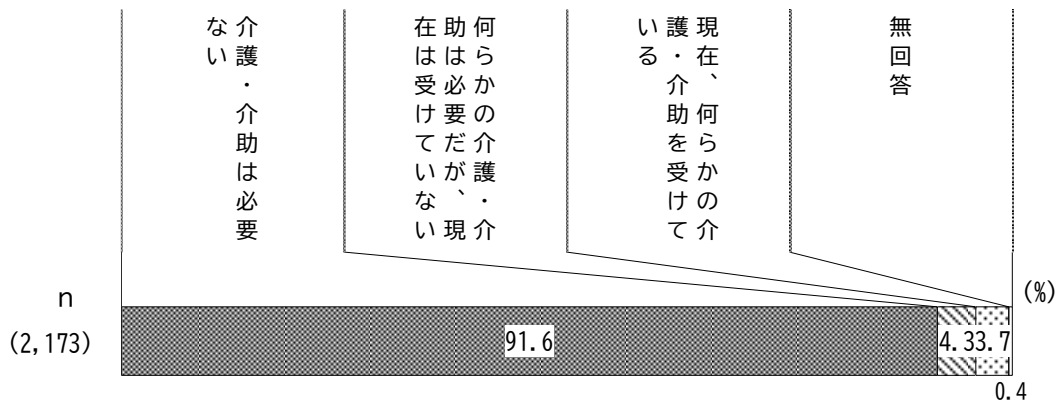 介護・介助は必要
ない
何らかの介護・介
助は必要だが、現
在は受けていない
現在、何らかの介
護・介助を受けて
いる
無回答
(%)
n
(2,173)
91.6
4.3
3.7
0.4